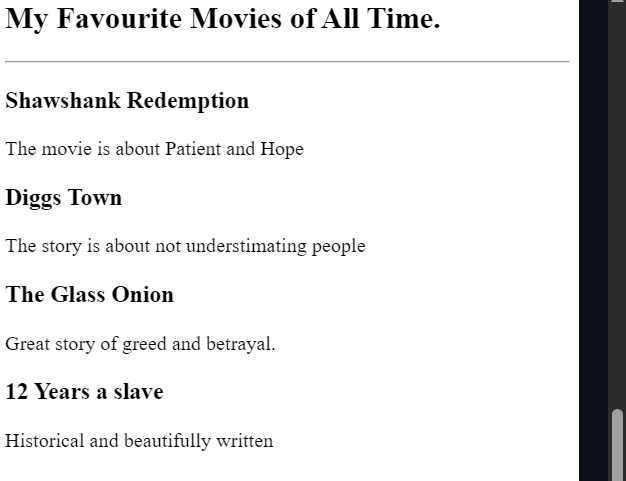 My Favourite Movies of All Time.
Shawshank Redemption
The movie is about Patient and Hope
Diggs Town
The story is about not understimating people
The Glass Onion
Great story of greed and betrayal.
12 Years a slave
Historical and beautifully written